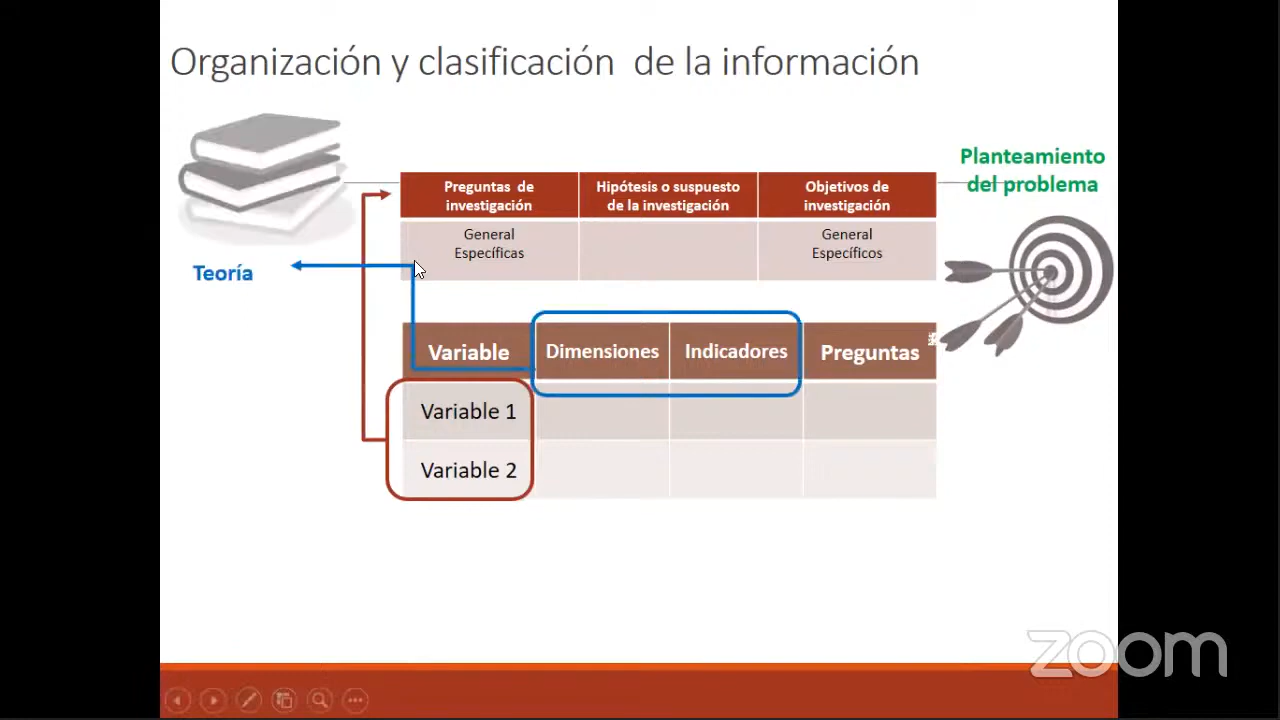 Organización y clasificación de la información
Planteamiento
del problema
Preguntas de
investigación
Hipótesis o suspuesto
de la investigación
Objetivos de
investigación
General
Específicas
General
Específicos
Teoría
Variable
Dimensiones
Indicadores
Preguntas
Variable 1
Variable 2
zoom